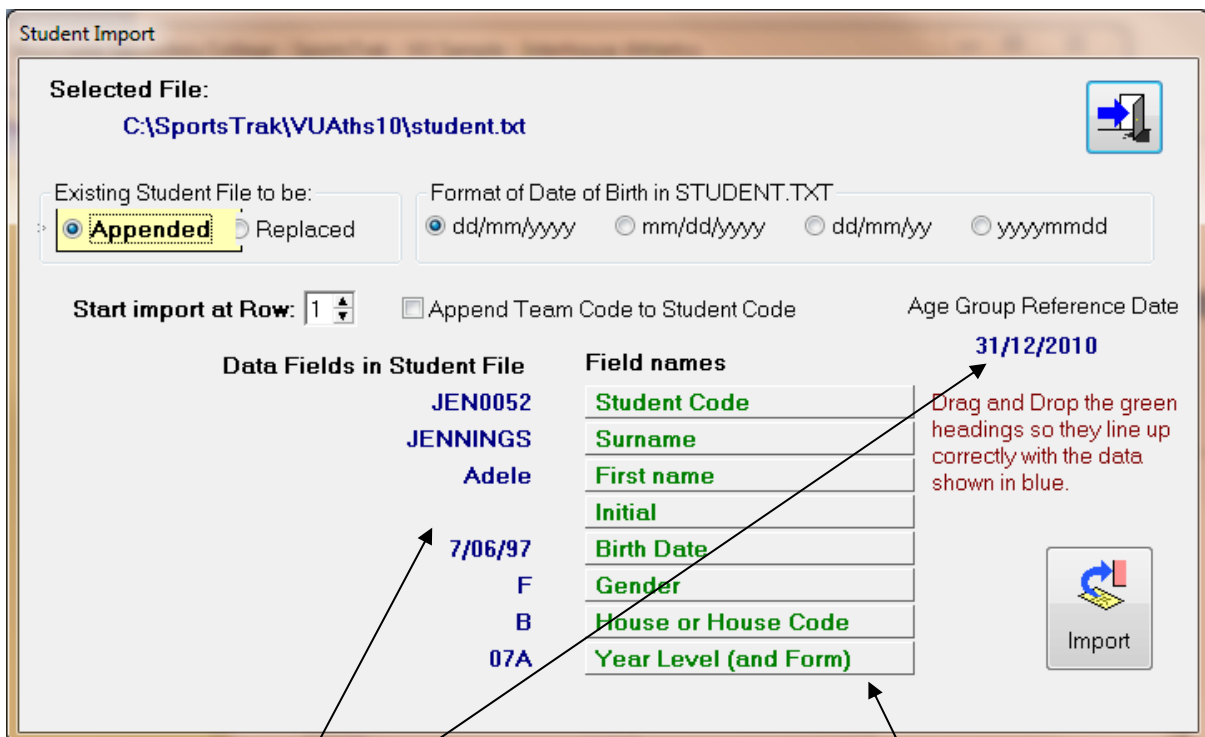 Student Import
Selected File:
C:\SportsTrak\VUAths10\student.txt
Existing Student File to be:
Appended Replaced
Format of Date of Birth in STUDENT.TXT
dd/mm/yyyy mm/dd/yyyy dd/mm/yy yyyymmdd
Start import at Row: 1 Append Team Code to Student Code
Age Group Reference Date
31/12/2010
Data Fields in Student File Field names
JEN0052 Student Code
JENNINGS Surname
Adele First name
Initial
7/06/97 Birth Date
F Gender
B House or House Code
07A Year Level (and Form)
Drag and Drop the green
headings so they line up
correctly with the data
shown in blue.
Import